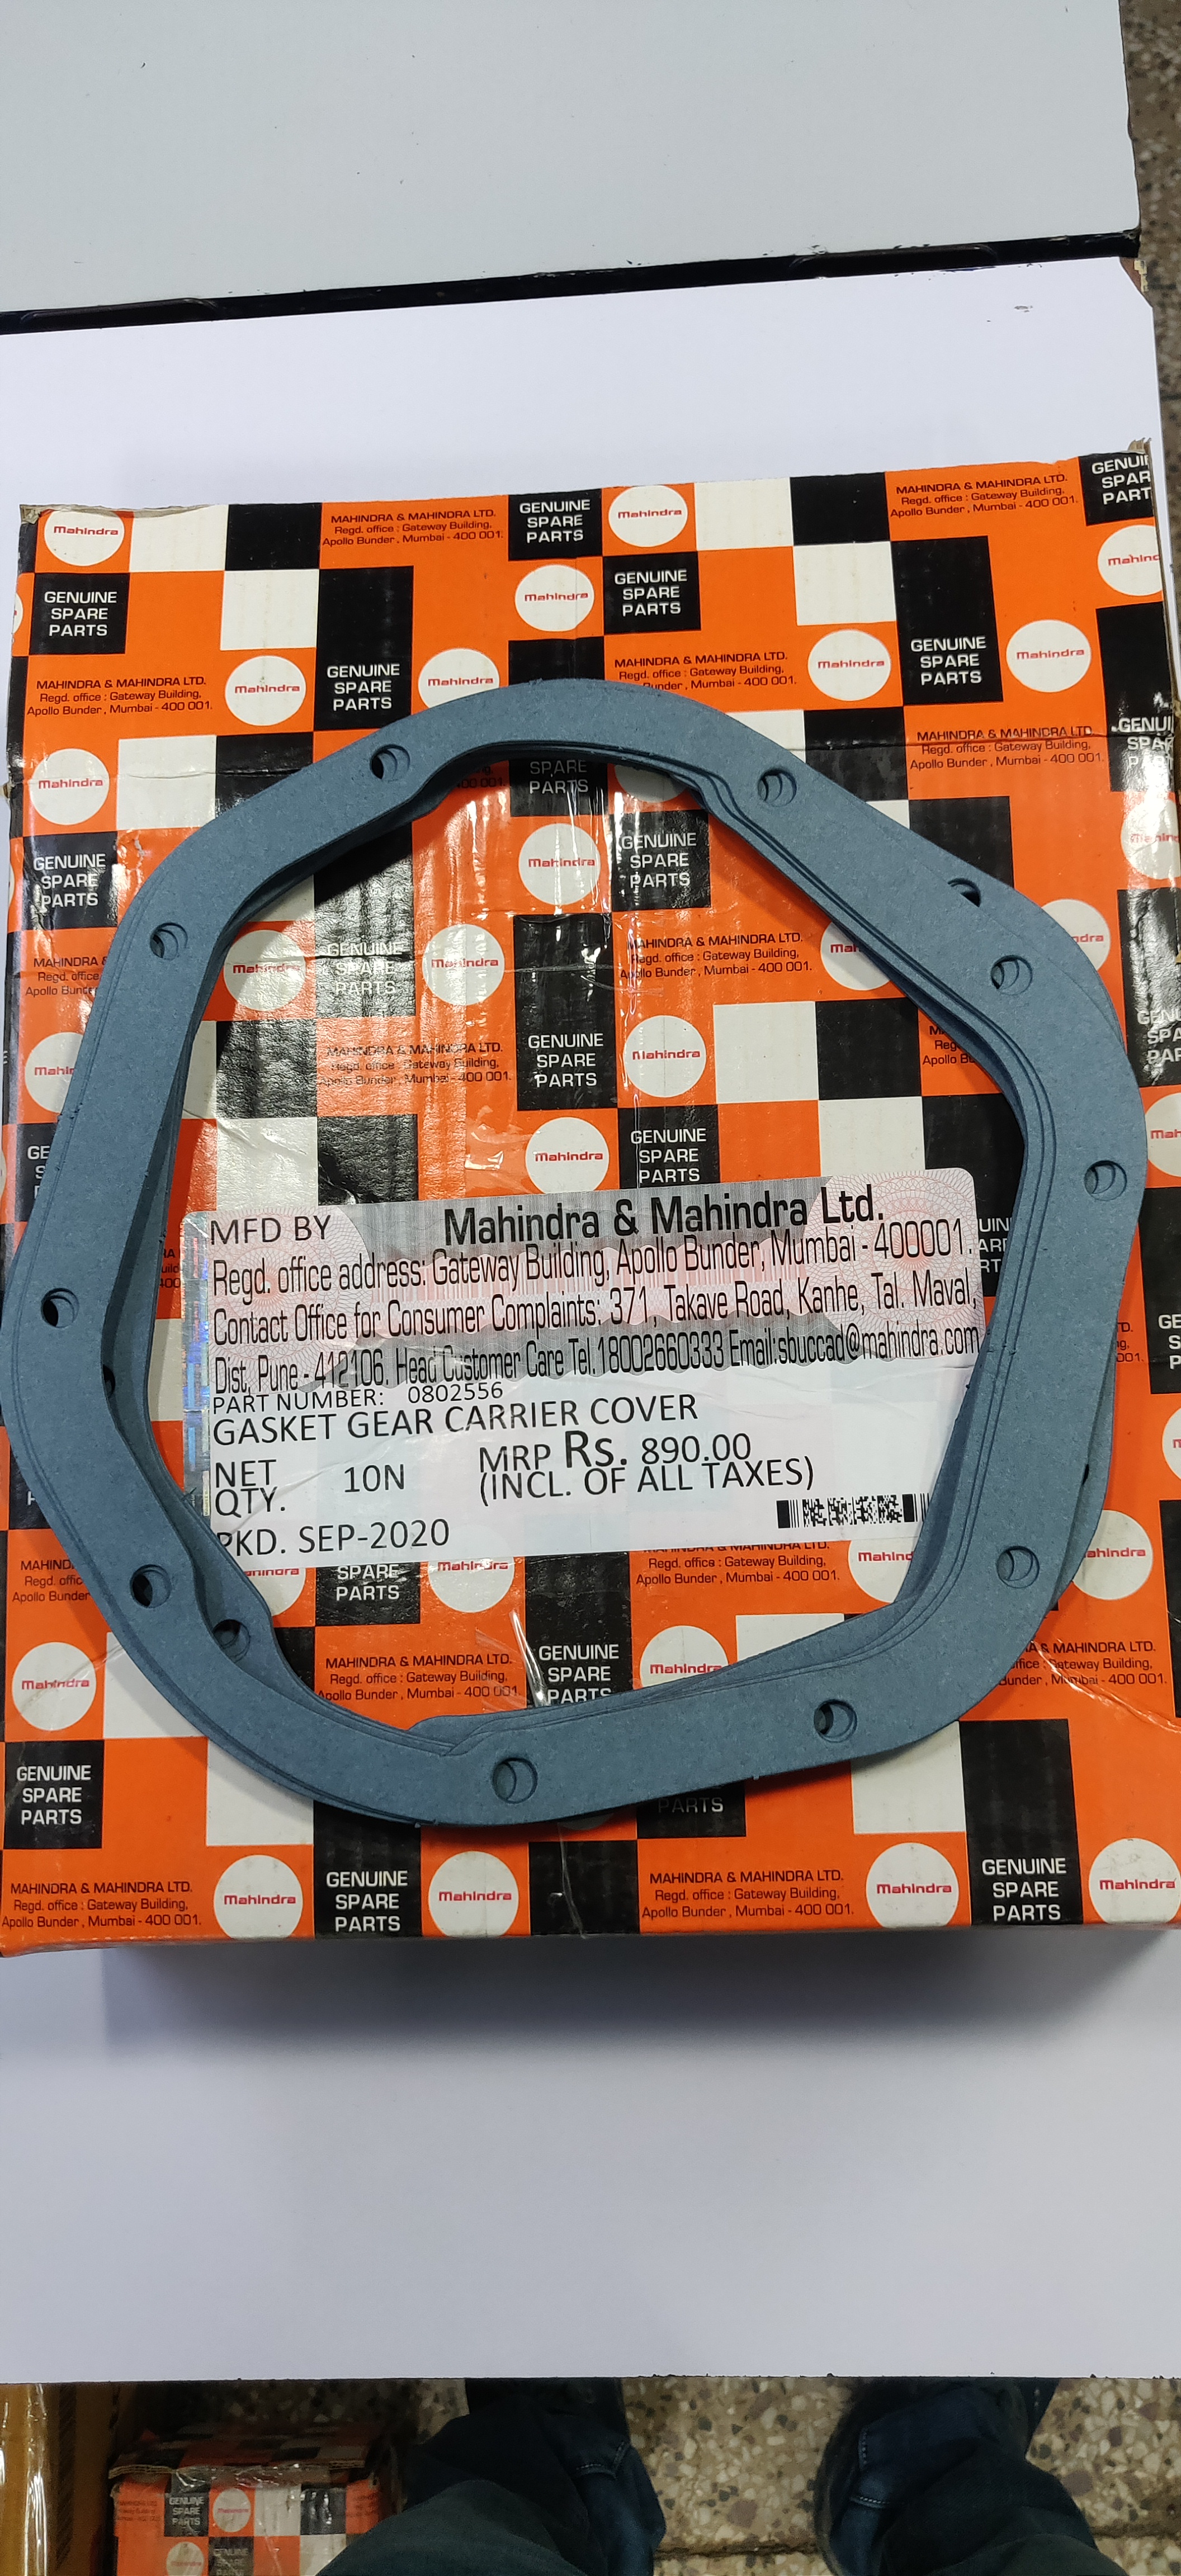 MFD BY Mahindra & Mahindra Ltd.
Regd. office address: Gateway Building, Apollo Bunder, Mumbai - 400001.
Contact Office for Consumer Complaints: 371, Takave Road, Kanhe, Tal. Maval,
Dist. Pune - 412106. Head Customer Care Tel.18002660333 Email:sbuccad@mahindra.com
PART NUMBER: 0802556
GASKET GEAR CARRIER COVER
NET QTY. 10N
MRP Rs. 890.00
(INCL. OF ALL TAXES)
PKD. SEP-2020
Mahindra
MAHINDRA & MAHINDRA LTD.
Regd. office : Gateway Building,
Apollo Bunder , Mumbai - 400 001.
GENUINE
SPARE
PARTS